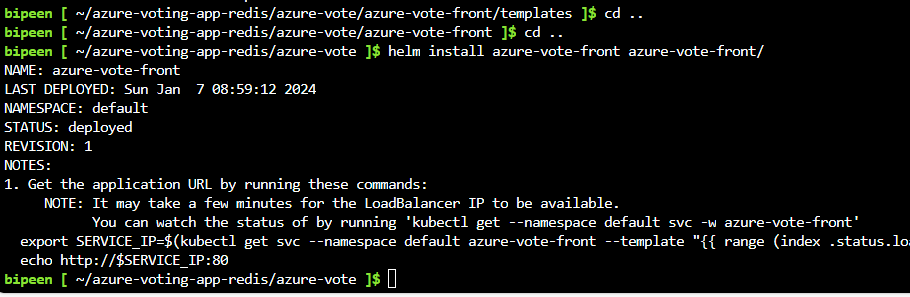 bipeen [ ~/azure-voting-app-redis/azure-vote/azure-vote-front/templates ]$ cd ..
bipeen [ ~/azure-voting-app-redis/azure-vote/azure-vote-front ]$ cd ..
bipeen [ ~/azure-voting-app-redis/azure-vote ]$ helm install azure-vote-front azure-vote-front/
NAME: azure-vote-front
LAST DEPLOYED: Sun Jan  7 08:59:12 2024
NAMESPACE: default
STATUS: deployed
REVISION: 1
NOTES:
1. Get the application URL by running these commands:
     NOTE: It may take a few minutes for the LoadBalancer IP to be available.
           You can watch the status of by running 'kubectl get --namespace default svc -w azure-vote-front'
  export SERVICE_IP=$(kubectl get svc --namespace default azure-vote-front --template "{{ range (index .status.loa
  echo http://$SERVICE_IP:80
bipeen [ ~/azure-voting-app-redis/azure-vote ]$